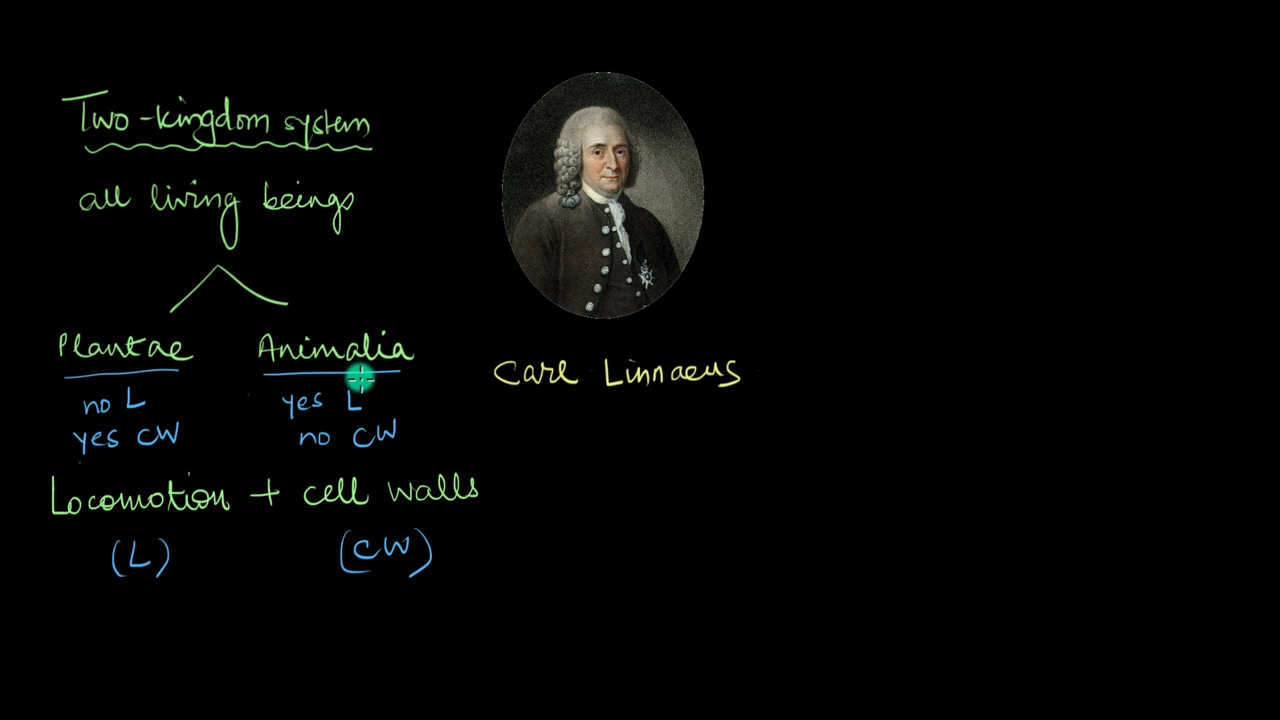 Two-kingdom system
all living beings
Plantae Animalia
no L yes L
yes CW no CW
Locomotion + cell walls
(L) (CW)
Carl Linnaeus